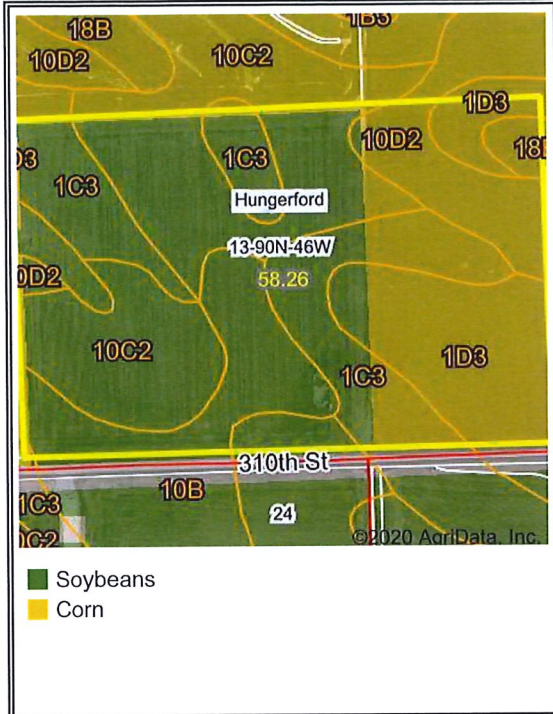 18B
1B3
10D2
10C2
1D3
10D2
18
D3
1C3
1C3
Hungerford
13-90N-46W
0D2
58.26
10C2
1C3
1D3
310th St
1C3
10B
24
0C2
©2020 AgriData, Inc.
Soybeans
Corn